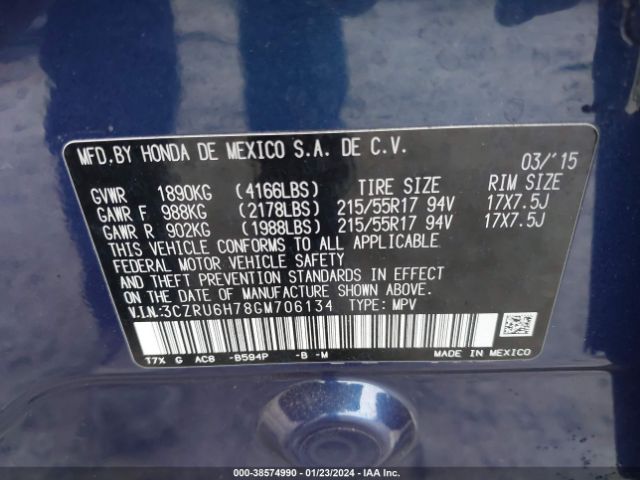 MFD. BY HONDA DE MEXICO S.A. DE C.V. 03/'15
GVWR 1890KG (4166LBS) TIRE SIZE RIM SIZE
GAWR F 988KG (2178LBS) 215/55R17 94V 17X7.5J
GAWR R 902KG (1988LBS) 215/55R17 94V 17X7.5J
THIS VEHICLE CONFORMS TO ALL APPLICABLE
FEDERAL MOTOR VEHICLE SAFETY
AND THEFT PREVENTION STANDARDS IN EFFECT
ON THE DATE OF MANUFACTURE SHOWN ABOVE.
V.I.N:3CZRU6H78GM706134 TYPE: MPV
T7X G AC8 -B594P -B -M MADE IN MEXICO
000-38574990 - 01/23/2024 - IAA Inc.